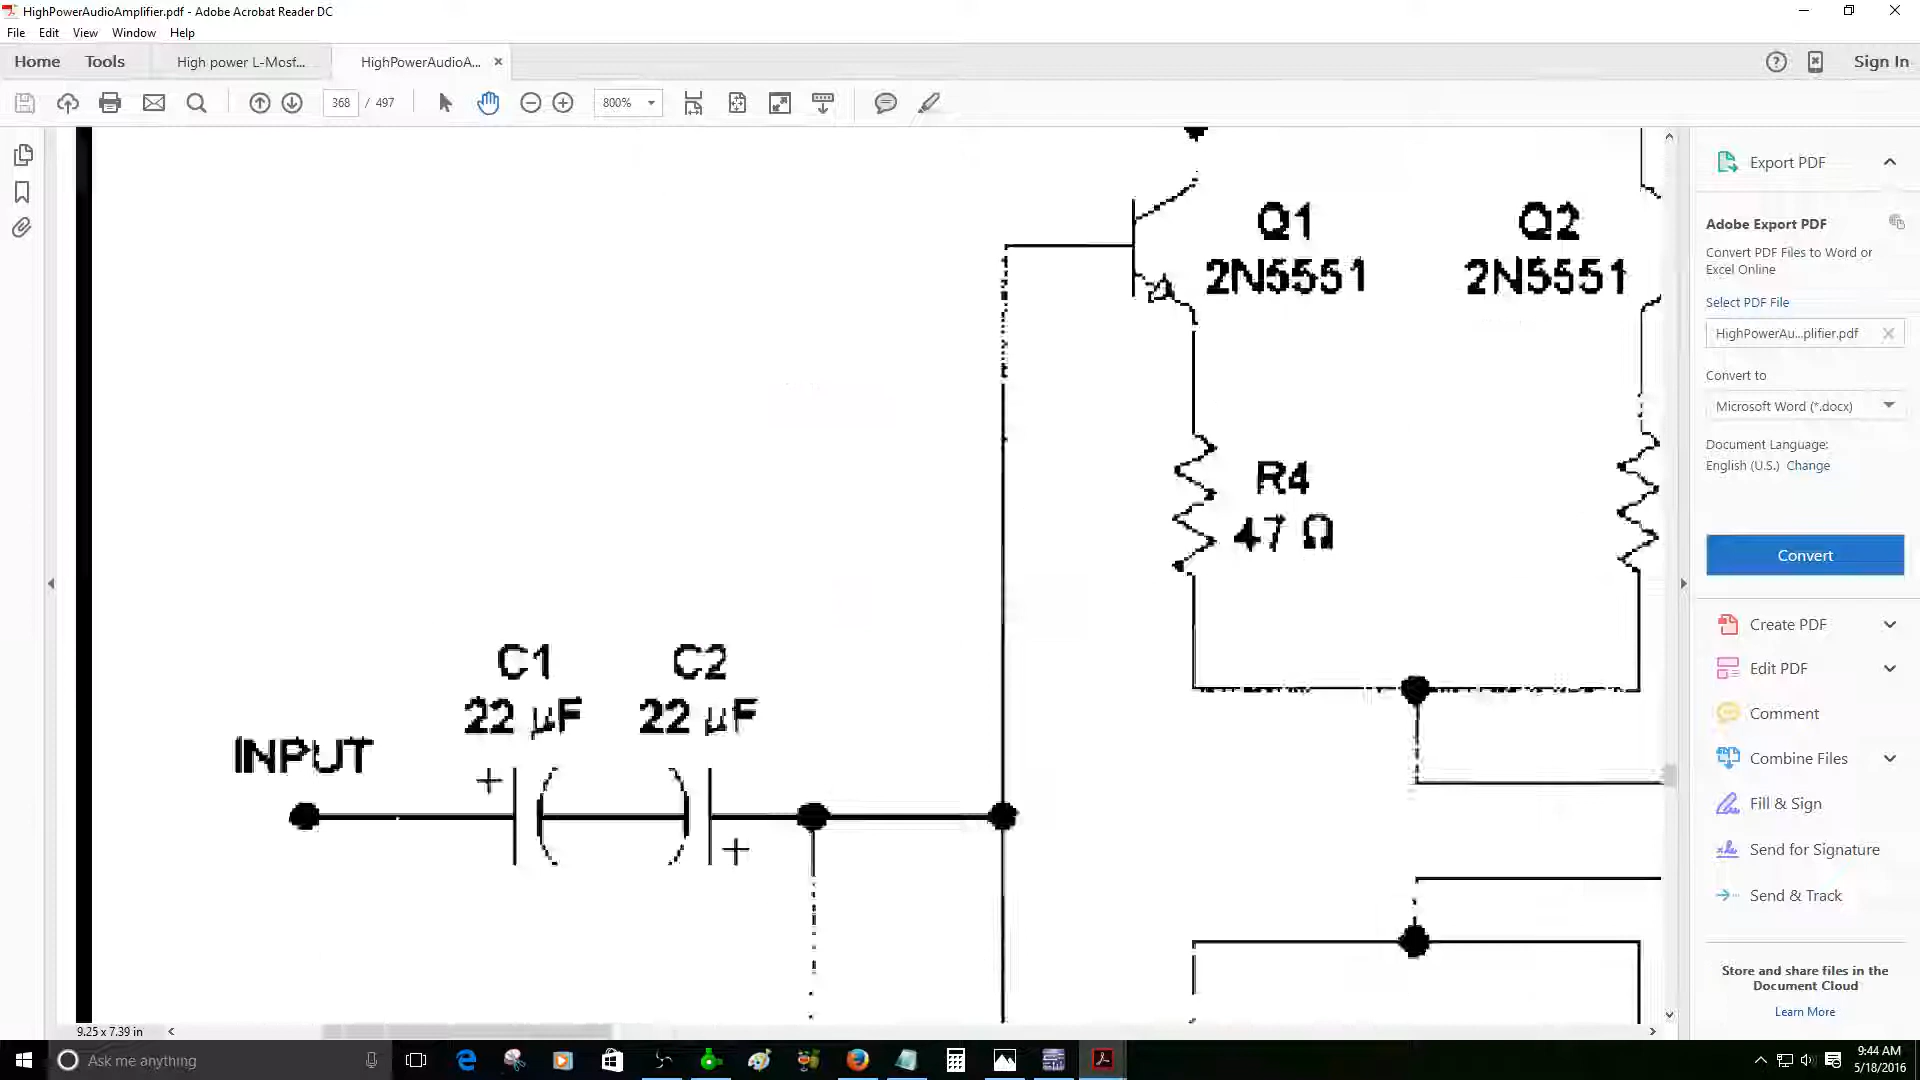 HighPowerAudioAmplifier.pdf - Adobe Acrobat Reader DC
File Edit View Window Help
Home Tools High power L-Mosf... HighPowerAudioA... × Sign In
368 / 497 800%
Q1
2N5551
Q2
2N5551
R4
47 Ω
C1
22 µF
C2
22 µF
INPUT
+
+
Export PDF
Adobe Export PDF
Convert PDF Files to Word or
Excel Online
Select PDF File
HighPowerAu...plifier.pdf
Convert to
Microsoft Word (*.docx)
Document Language:
English (U.S.) Change
Convert
Create PDF
Edit PDF
Comment
Combine Files
Fill & Sign
Send for Signature
Send & Track
Store and share files in the
Document Cloud
Learn More
9.25 x 7.39 in
Ask me anything
9:44 AM
5/18/2016